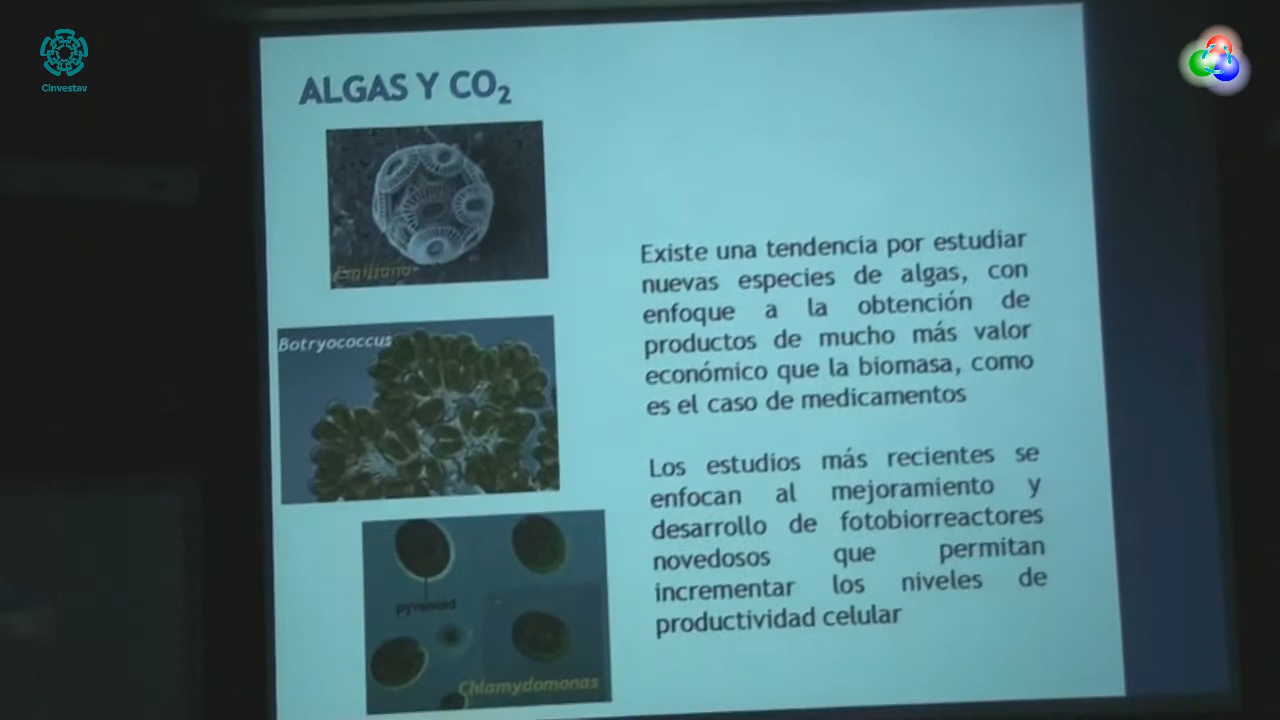 Cinvestav
ALGAS Y CO₂
Emiliana
Botryococcus
pyrenoid
Chlamydomonas
Existe una tendencia por estudiar
nuevas especies de algas, con
enfoque a la obtención de
productos de mucho más valor
económico que la biomasa, como
es el caso de medicamentos
Los estudios más recientes se
enfocan al mejoramiento y
desarrollo de fotobiorreactores
novedosos que permitan
incrementar los niveles de
productividad celular